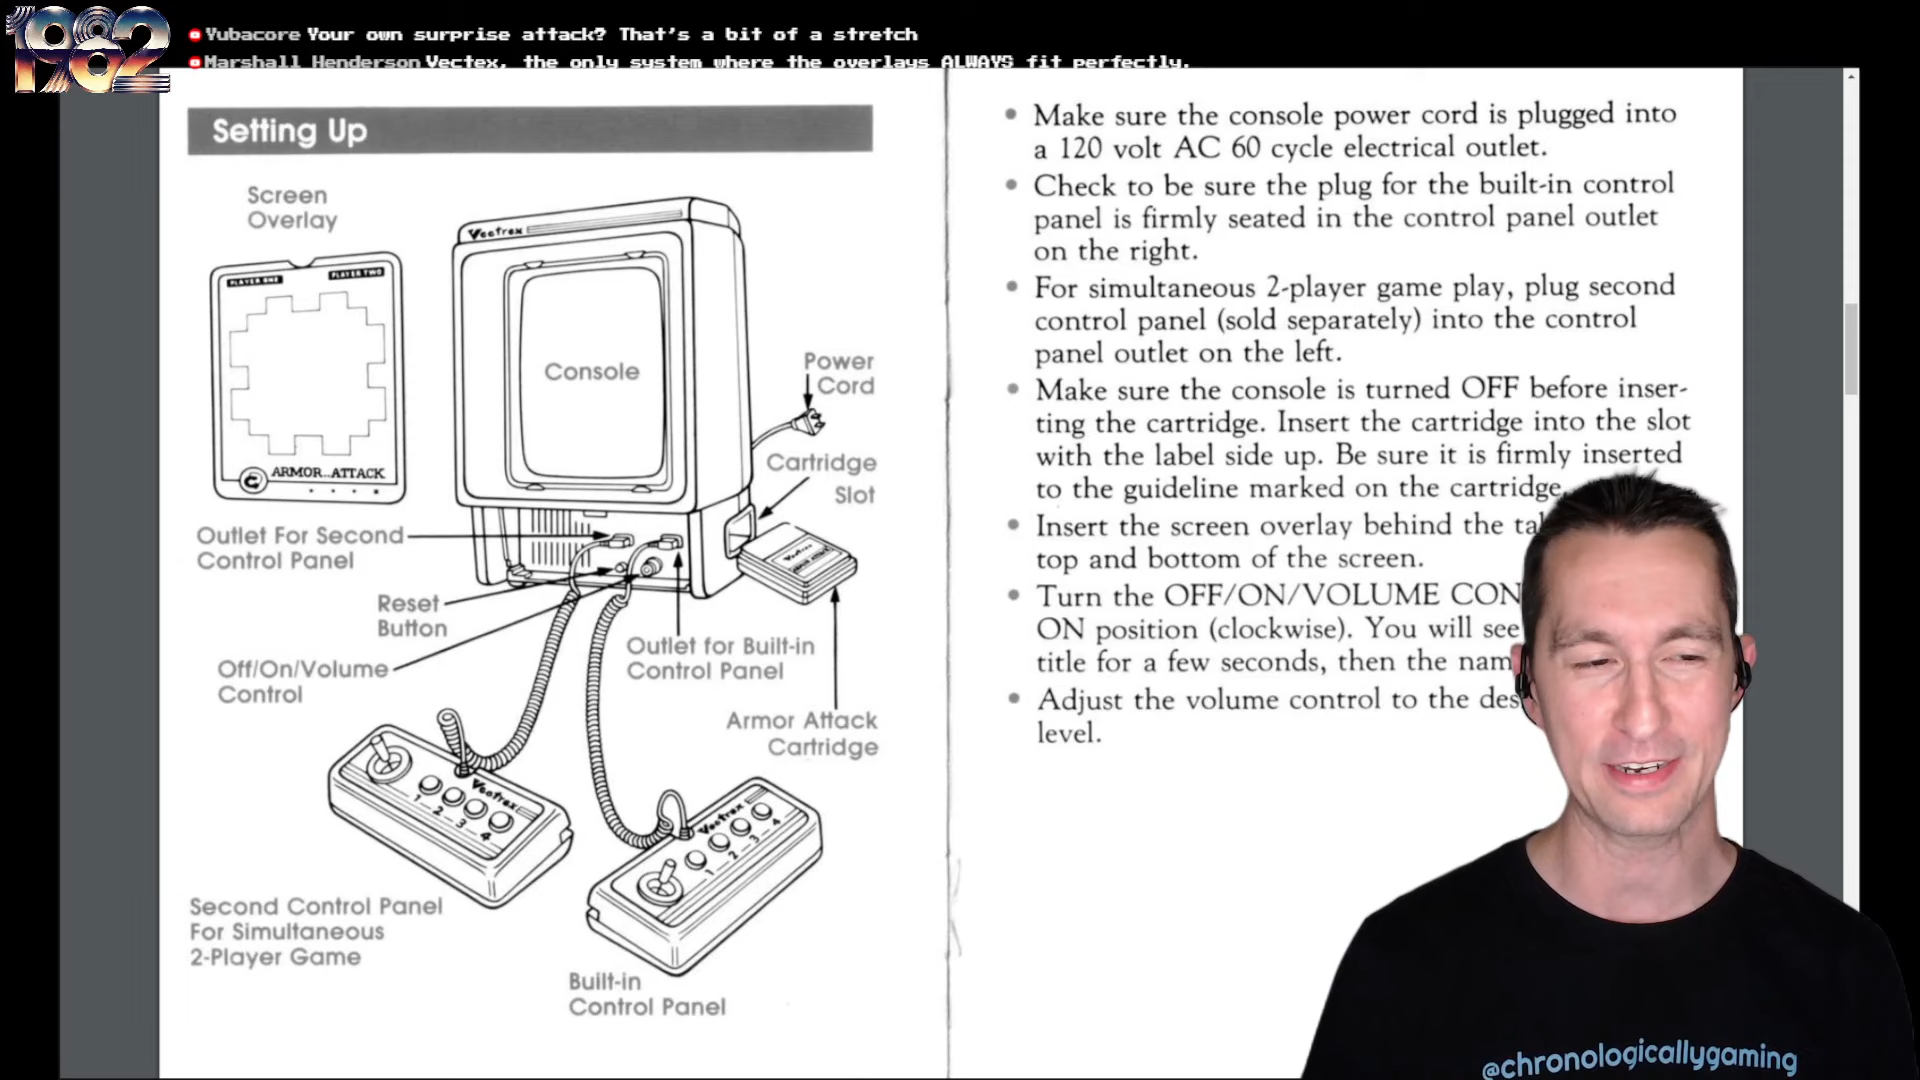 1982
Yubacore Your own surprise attack? That's a bit of a stretch
Marshall Henderson Vectex, the only system where the overlays ALWAYS fit perfectly.
Setting Up
Screen
Overlay
Vectrex
PLAYER ONE
PLAYER TWO
Console
Power
Cord
Cartridge
Slot
ARMOR..ATTACK
Outlet For Second
Control Panel
Reset
Button
Outlet for Built-in
Control Panel
Off/On/Volume
Control
Armor Attack
Cartridge
Vectrex
1 2 3 4
Vectrex
1 2 3 4
Second Control Panel
For Simultaneous
2-Player Game
Built-in
Control Panel
• Make sure the console power cord is plugged into
a 120 volt AC 60 cycle electrical outlet.
• Check to be sure the plug for the built-in control
panel is firmly seated in the control panel outlet
on the right.
• For simultaneous 2-player game play, plug second
control panel (sold separately) into the control
panel outlet on the left.
• Make sure the console is turned OFF before inser-
ting the cartridge. Insert the cartridge into the slot
with the label side up. Be sure it is firmly inserted
to the guideline marked on the cartridge.
• Insert the screen overlay behind the
top and bottom of the screen.
• Turn the OFF/ON/VOLUME
ON position (clockwise). You will see
title for a few seconds, then the
• Adjust the volume control to the
level.
@chronologicallygaming